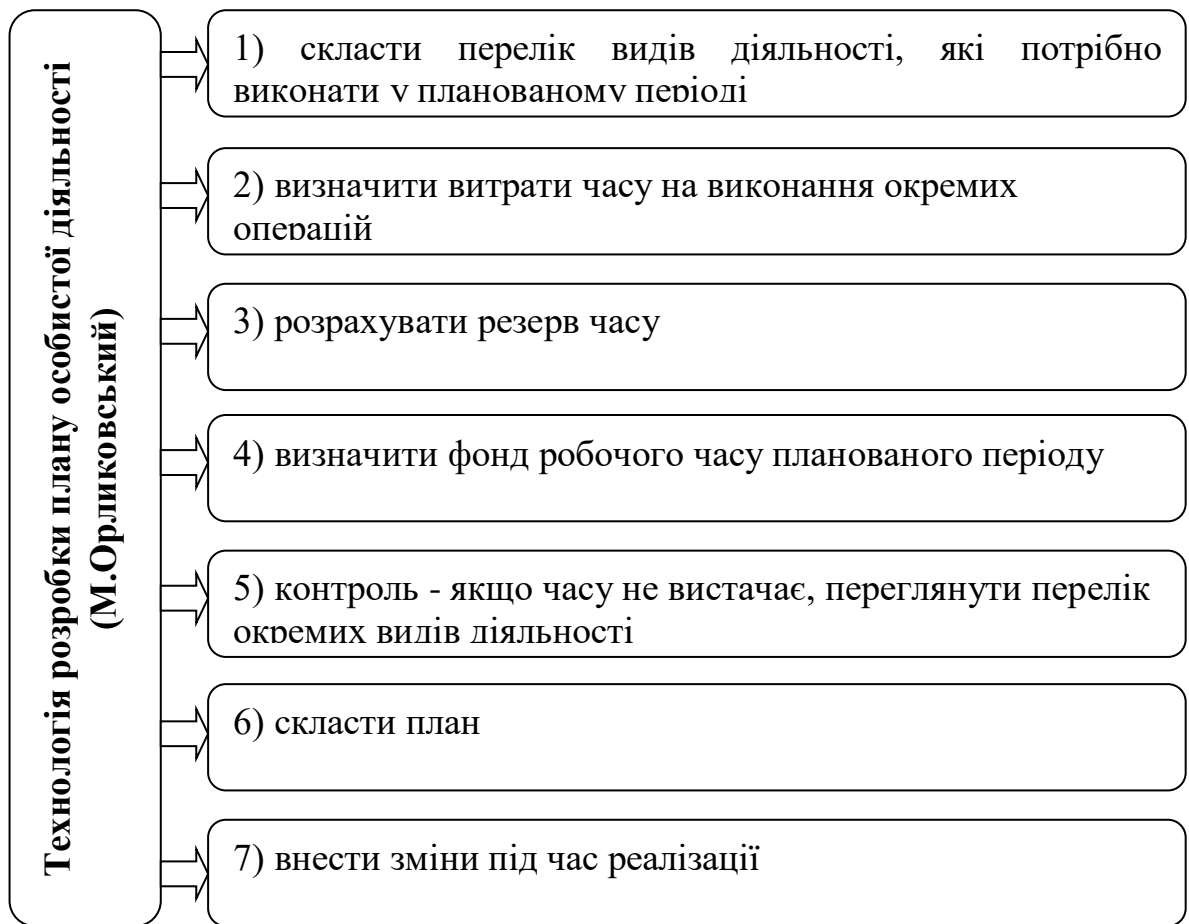 Технологія розробки плану особистої діяльності
(М.Орликовський)
1) скласти перелік видів діяльності, які потрібно
виконати у планованому періоді
2) визначити витрати часу на виконання окремих
операцій
3) розрахувати резерв часу
4) визначити фонд робочого часу планованого періоду
5) контроль - якщо часу не вистачає, переглянути перелік
окремих видів діяльності
6) скласти план
7) внести зміни під час реалізації